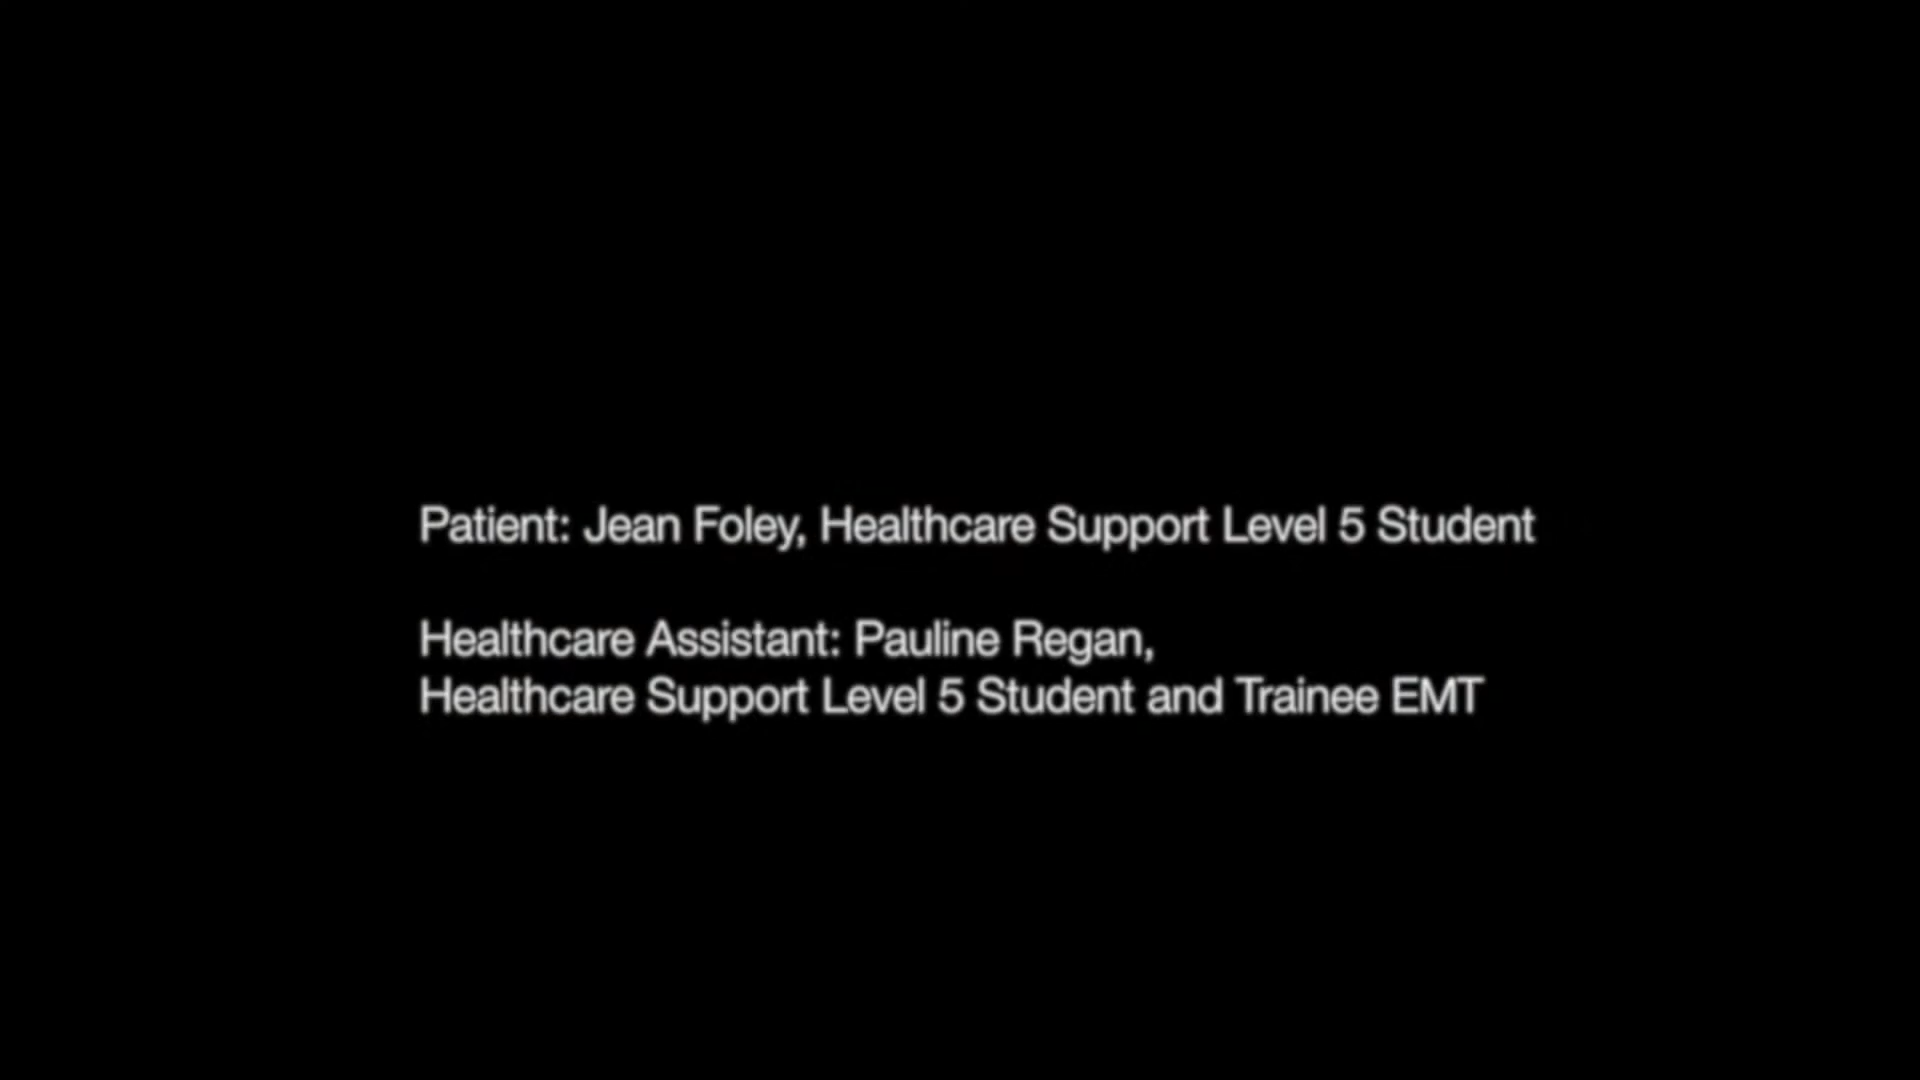 Patient: Jean Foley, Healthcare Support Level 5 Student
Healthcare Assistant: Pauline Regan,
Healthcare Support Level 5 Student and Trainee EMT